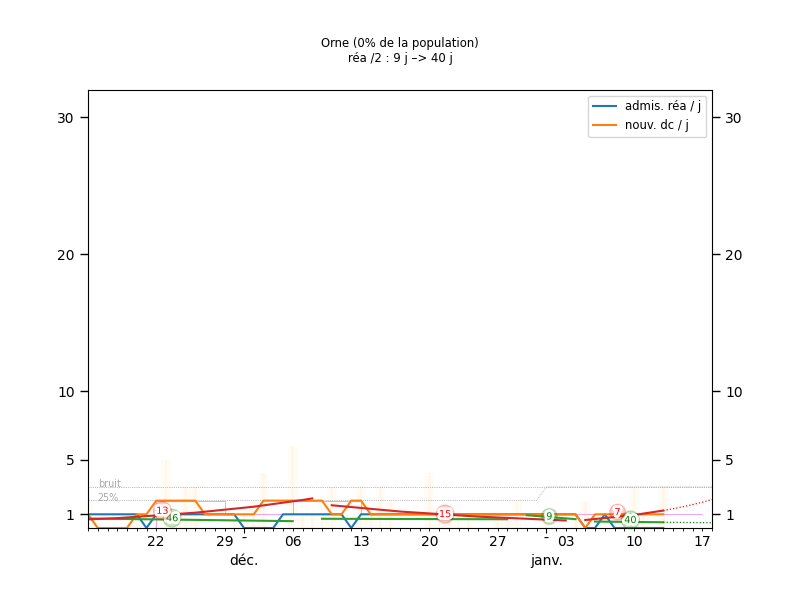 Orne (0% de la population)
réa /2 : 9 j –> 40 j
admis. réa / j
nouv. dc / j
30 30
20 20
10 10
5 5
1 1
bruit
25%
13 46 15 9 7 40
22 29 - 06 13 20 27 - 03 10 17
déc. janv.